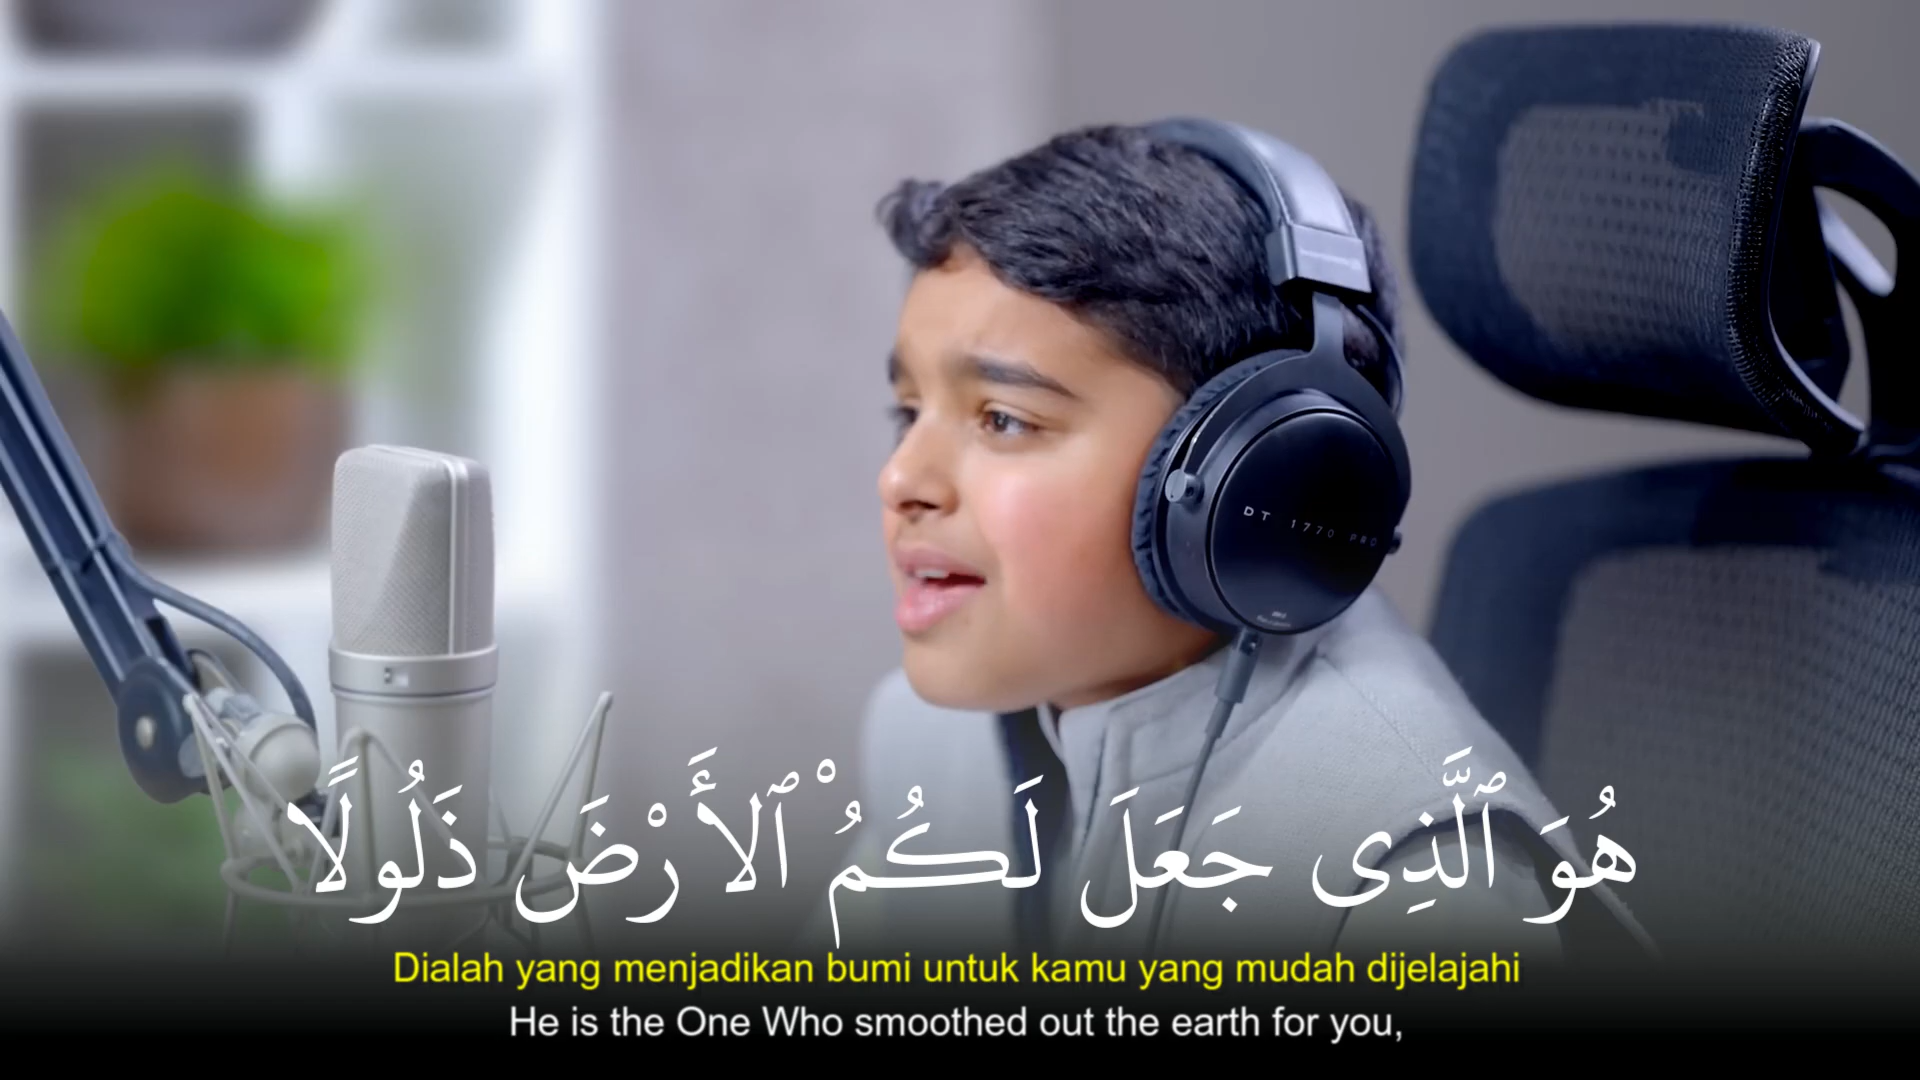 DT 1770 PRO
هُوَ ٱلَّذِى جَعَلَ لَكُمُ ْٱلأَرْضَ ذَلُولًا
Dialah yang menjadikan bumi untuk kamu yang mudah dijelajahi
He is the One Who smoothed out the earth for you,